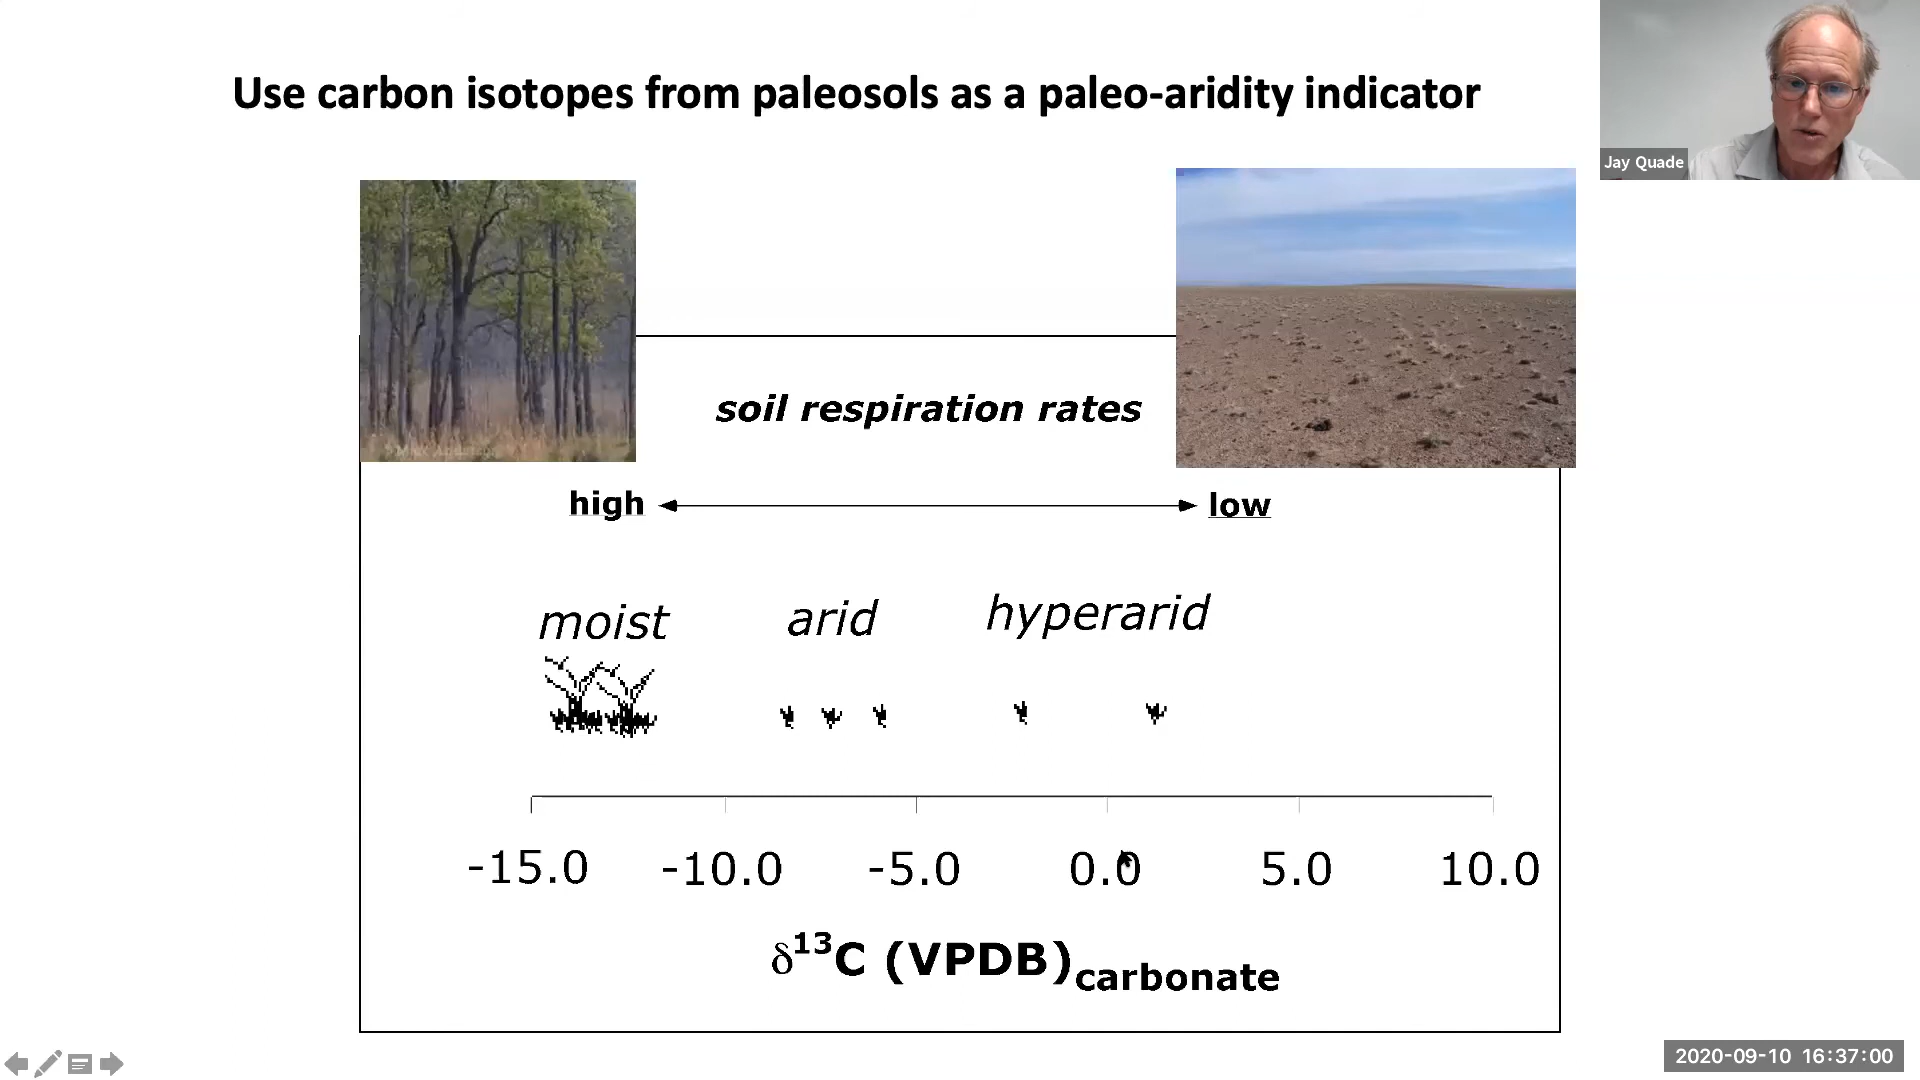 Use carbon isotopes from paleosols as a paleo-aridity indicator
Jay Quade
soil respiration rates
high
low
moist
arid
hyperarid
-15.0 -10.0 -5.0 0.0 5.0 10.0
δ¹³C (VPDB)carbonate
2020-09-10 16:37:00